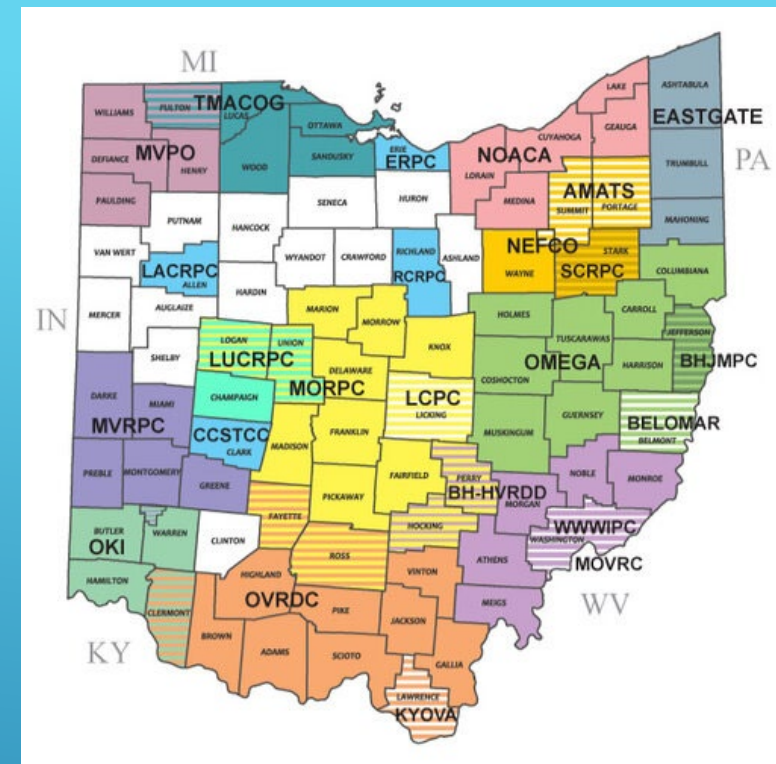 MI
LAKE
ASHTABULA
WILLIAMS
FULTON
TMACOG
LUCAS
OTTAWA
GEAUGA
EASTGATE
CUYAHOGA
DEFIANCE
MVPO
HENRY
WOOD
SANDUSKY
ERIE
ERPC
NOACA
LORAIN
TRUMBULL
PA
PAULDING
SENECA
HURON
MEDINA
AMATS
SUMMIT
PORTAGE
PUTNAM
HANCOCK
MAHONING
VAN WERT
WYANDOT
CRAWFORD
RICHLAND
RCRPC
ASHLAND
NEFCO
STARK
WAYNE
SCRPC
COLUMBIANA
LACRPC
ALLEN
HARDIN
IN
MERCER
AUGLAIZE
MARION
MORROW
HOLMES
CARROLL
JEFFERSON
LOGAN
UNION
KNOX
TUSCARAWAS
SHELBY
LUCRPC
DELAWARE
OMEGA
HARRISON
BHJMPC
COSHOCTON
DARKE
MIAMI
CHAMPAIGN
MORPC
LCPC
LICKING
GUERNSEY
BELOMAR
BELMONT
MVRPC
CCSTCC
CLARK
MADISON
FRANKLIN
MUSKINGUM
PREBLE
MONTGOMERY
GREENE
FAIRFIELD
PERRY
NOBLE
MONROE
PICKAWAY
BH-HVRDD
MORGAN
FAYETTE
HOCKING
WWWIPC
WASHINGTON
BUTLER
WARREN
CLINTON
OKI
ROSS
ATHENS
MOVRC
HAMILTON
HIGHLAND
VINTON
MEIGS
WV
CLERMONT
OVRDC
PIKE
JACKSON
KY
BROWN
ADAMS
SCIOTO
GALLIA
LAWRENCE
KYOVA